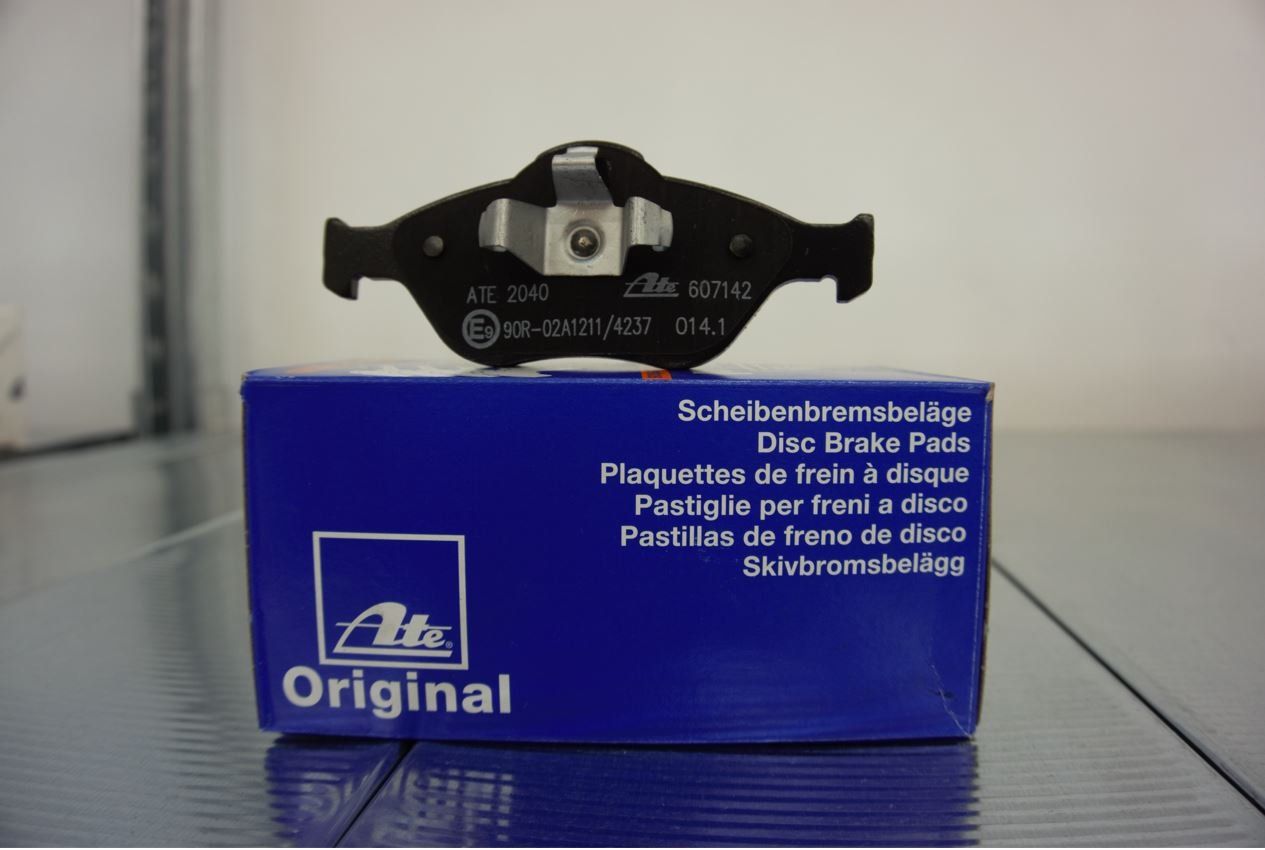 ATE 2040 Ate 607142
E9 90R-02A1211/4237 014.1
Scheibenbremsbeläge
Disc Brake Pads
Plaquettes de frein à disque
Pastiglie per freni a disco
Pastillas de freno de disco
Skivbromsbelägg
Ate®
Original